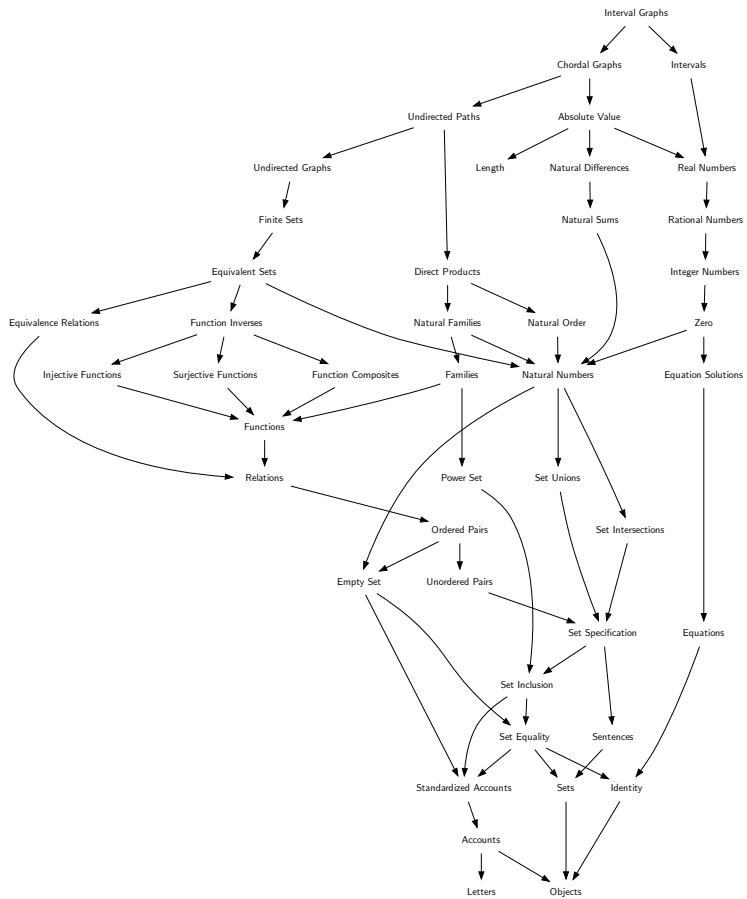 Interval Graphs
Chordal Graphs
Intervals
Undirected Paths
Absolute Value
Undirected Graphs
Length
Natural Differences
Real Numbers
Finite Sets
Natural Sums
Rational Numbers
Equivalent Sets
Direct Products
Integer Numbers
Equivalence Relations
Function Inverses
Natural Families
Natural Order
Zero
Injective Functions
Surjective Functions
Function Composites
Families
Natural Numbers
Equation Solutions
Functions
Relations
Power Set
Set Unions
Ordered Pairs
Set Intersections
Empty Set
Unordered Pairs
Set Specification
Equations
Set Inclusion
Set Equality
Sentences
Standardized Accounts
Sets
Identity
Accounts
Letters
Objects